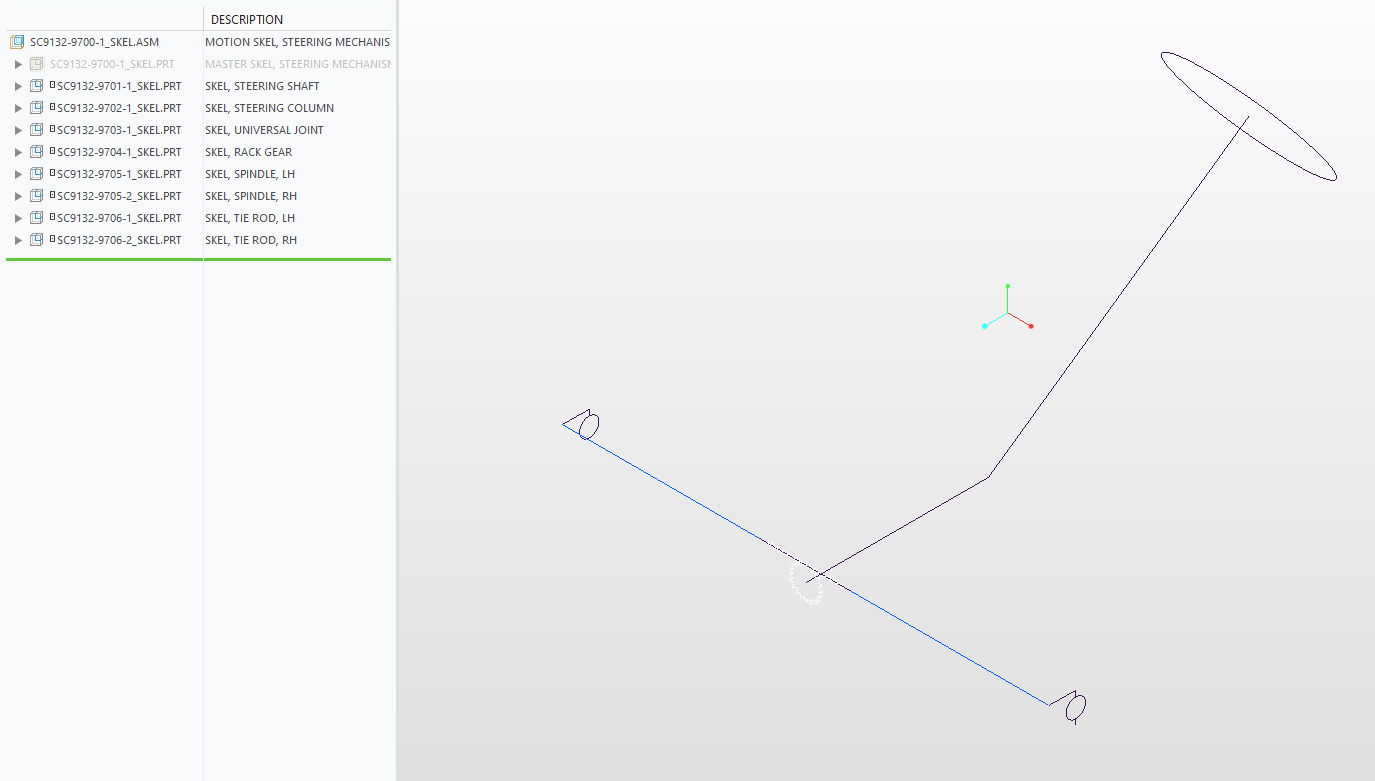 DESCRIPTION
SC9132-9700-1_SKEL.ASM MOTION SKEL, STEERING MECHANIS
SC9132-9700-1_SKEL.PRT MASTER SKEL, STEERING MECHANISM
SC9132-9701-1_SKEL.PRT SKEL, STEERING SHAFT
SC9132-9702-1_SKEL.PRT SKEL, STEERING COLUMN
SC9132-9703-1_SKEL.PRT SKEL, UNIVERSAL JOINT
SC9132-9704-1_SKEL.PRT SKEL, RACK GEAR
SC9132-9705-1_SKEL.PRT SKEL, SPINDLE, LH
SC9132-9705-2_SKEL.PRT SKEL, SPINDLE, RH
SC9132-9706-1_SKEL.PRT SKEL, TIE ROD, LH
SC9132-9706-2_SKEL.PRT SKEL, TIE ROD, RH